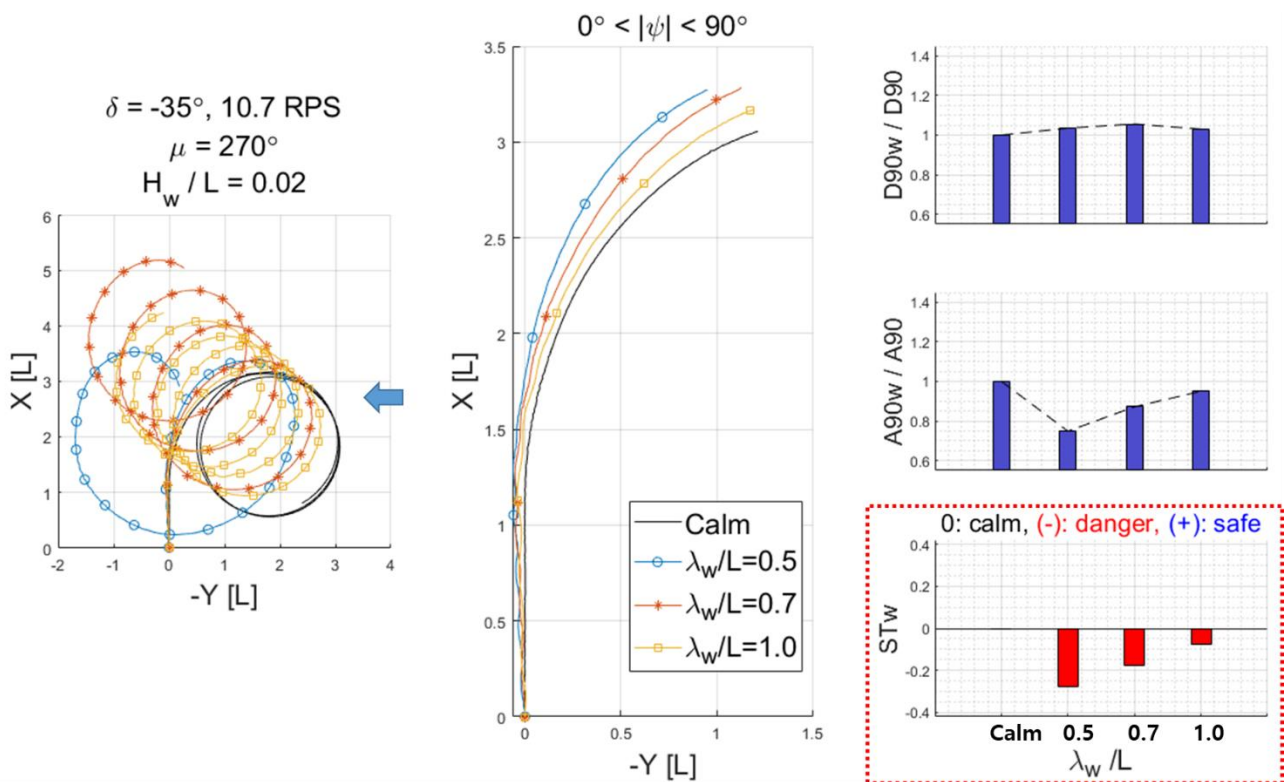 δ = -35°, 10.7 RPS
μ = 270°
H_w / L = 0.02
X [L]
6
5
4
3
2
1
0
-2
-1
0
1
2
3
4
-Y [L]
0° < |ψ| < 90°
X [L]
3.5
3
2.5
2
1.5
1
0.5
0
0
0.5
1
1.5
-Y [L]
Calm
λ_w/L=0.5
λ_w/L=0.7
λ_w/L=1.0
D90w / D90
1.4
1.2
1
0.8
0.6
A90w / A90
1.4
1.2
1
0.8
0.6
0: calm, (-): danger, (+): safe
STw
0.4
0.2
0
-0.2
-0.4
Calm 0.5 0.7 1.0
λ_w /L